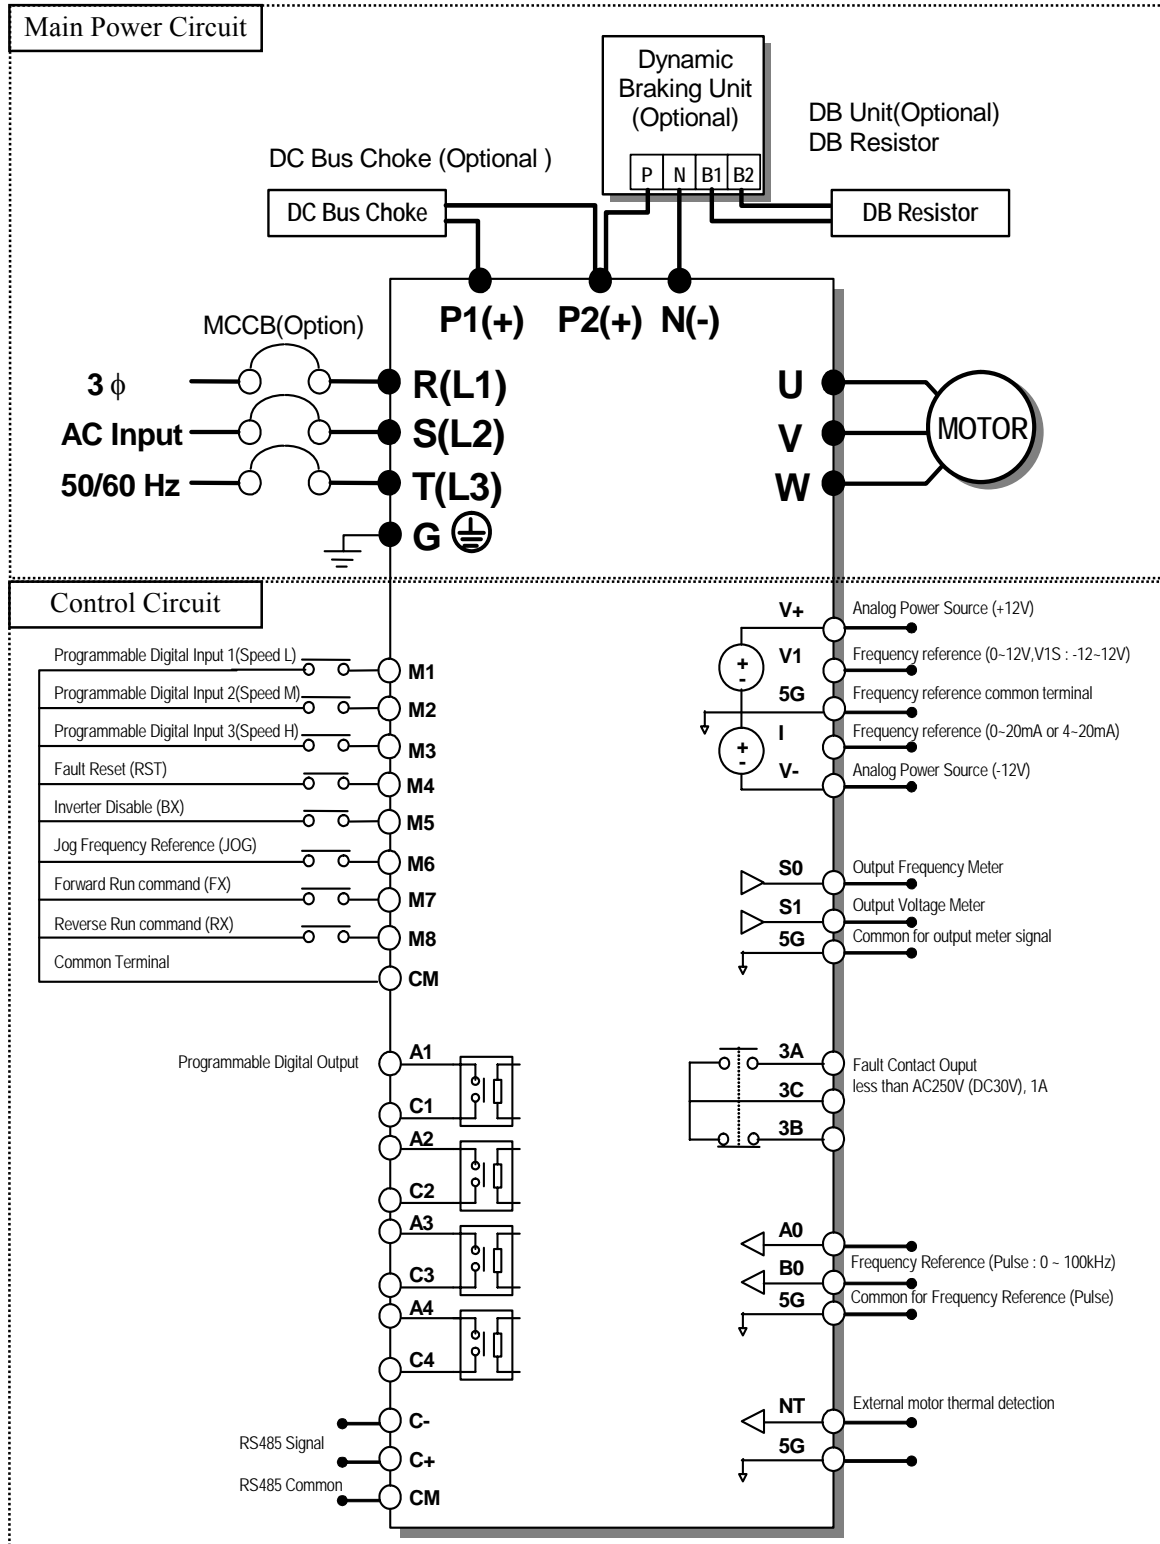 Main Power Circuit
Dynamic
Braking Unit
(Optional)
P N B1 B2
DB Unit(Optional)
DB Resistor
DC Bus Choke (Optional )
DC Bus Choke
DB Resistor
P1(+) P2(+) N(-)
MCCB(Option)
3 ϕ
R(L1)
AC Input
S(L2)
50/60 Hz
T(L3)
G
U
V
W
MOTOR
Control Circuit
Programmable Digital Input 1(Speed L)
M1
Programmable Digital Input 2(Speed M)
M2
Programmable Digital Input 3(Speed H)
M3
Fault Reset (RST)
M4
Inverter Disable (BX)
M5
Jog Frequency Reference (JOG)
M6
Forward Run command (FX)
M7
Reverse Run command (RX)
M8
Common Terminal
CM
V+
Analog Power Source (+12V)
+
-
V1
Frequency reference (0~12V,V1S : -12~12V)
5G
Frequency reference common terminal
+
-
I
Frequency reference (0~20mA or 4~20mA)
V-
Analog Power Source (-12V)
S0
Output Frequency Meter
S1
Output Voltage Meter
5G
Common for output meter signal
Programmable Digital Output
A1
C1
A2
C2
A3
C3
A4
C4
3A
Fault Contact Ouput
less than AC250V (DC30V), 1A
3C
3B
A0
B0
Frequency Reference (Pulse : 0 ~ 100kHz)
5G
Common for Frequency Reference (Pulse)
C-
RS485 Signal
C+
RS485 Common
CM
NT
External motor thermal detection
5G